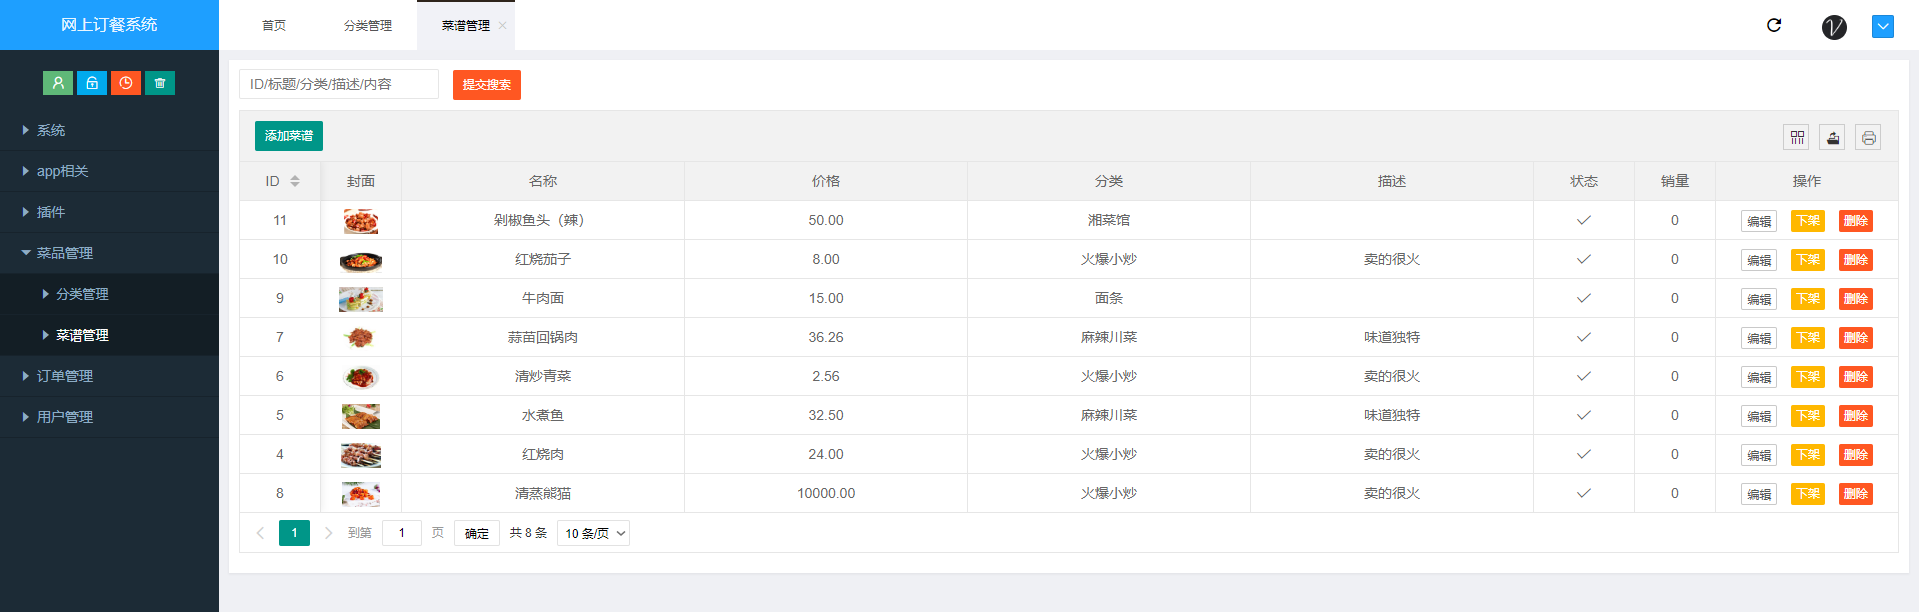 网上订餐系统
首页 分类管理 菜谱管理
系统
app相关
插件
菜品管理
分类管理
菜谱管理
订单管理
用户管理
ID/标题/分类/描述/内容 提交搜索
添加菜谱
ID 封面 名称 价格 分类 描述 状态 销量 操作
11 剁椒鱼头（辣） 50.00 湘菜馆 0 编辑 下架 删除
10 红烧茄子 8.00 火爆小炒 卖的很火 0 编辑 下架 删除
9 牛肉面 15.00 面条 0 编辑 下架 删除
7 蒜苗回锅肉 36.26 麻辣川菜 味道独特 0 编辑 下架 删除
6 清炒青菜 2.56 火爆小炒 卖的很火 0 编辑 下架 删除
5 水煮鱼 32.50 麻辣川菜 味道独特 0 编辑 下架 删除
4 红烧肉 24.00 火爆小炒 卖的很火 0 编辑 下架 删除
8 清蒸熊猫 10000.00 火爆小炒 卖的很火 0 编辑 下架 删除
1 到第 1 页 确定 共 8 条 10 条/页